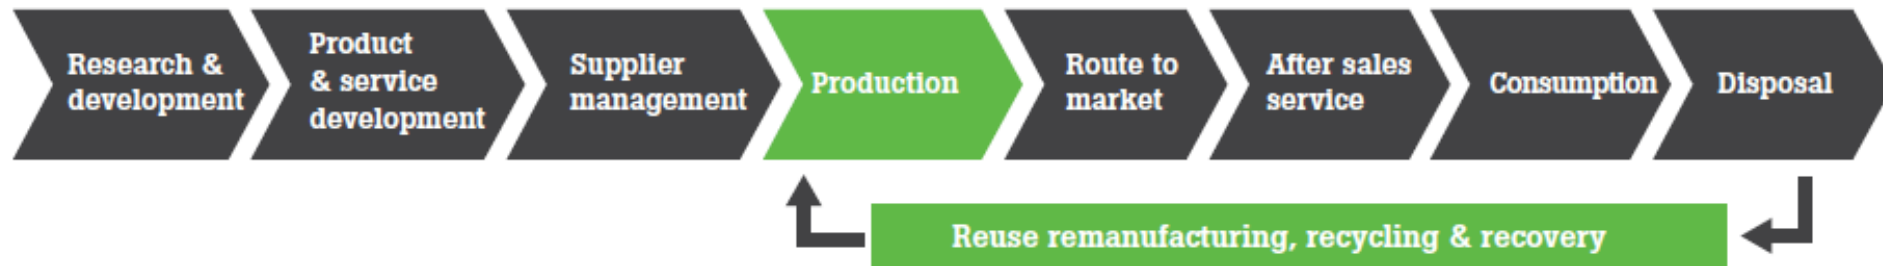 Research &
development
Product
& service
development
Supplier
management
Production
Route to
market
After sales
service
Consumption
Disposal
Reuse remanufacturing, recycling & recovery